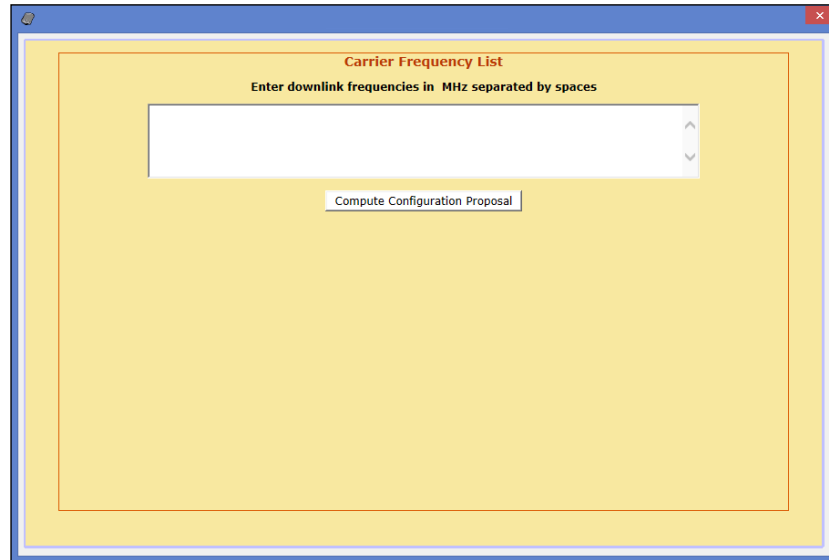 Carrier Frequency List
Enter downlink frequencies in MHz separated by spaces
Compute Configuration Proposal